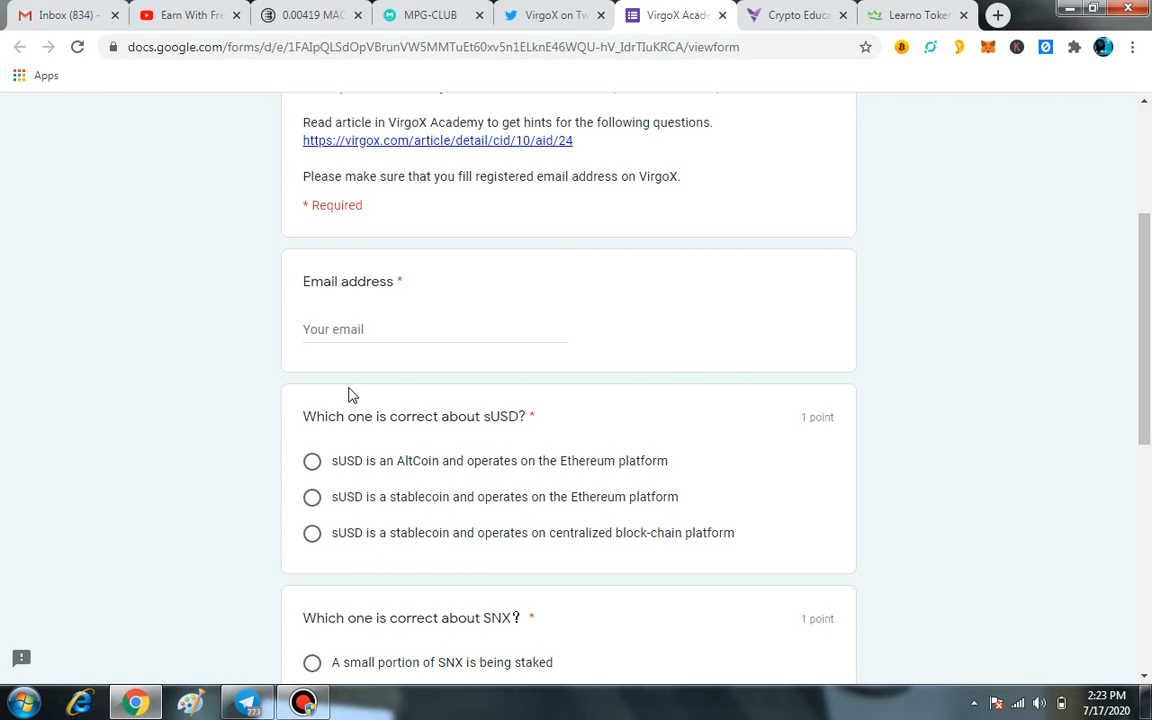 Inbox (834) -
Earn With Fre
0.00419 MAC
MPG-CLUB
VirgoX on Tw
VirgoX Acade
Crypto Educa
Learno Token
docs.google.com/forms/d/e/1FAIpQLSdOpVBrunVW5MMTuEt60xv5n1ELknE46WQU-hV_IdrTIuKRCA/viewform
Apps
Read article in VirgoX Academy to get hints for the following questions.
https://virgox.com/article/detail/cid/10/aid/24
Please make sure that you fill registered email address on VirgoX.
* Required
Email address *
Your email
Which one is correct about sUSD? *
1 point
sUSD is an AltCoin and operates on the Ethereum platform
sUSD is a stablecoin and operates on the Ethereum platform
sUSD is a stablecoin and operates on centralized block-chain platform
Which one is correct about SNX? *
1 point
A small portion of SNX is being staked
773
2:23 PM
7/17/2020